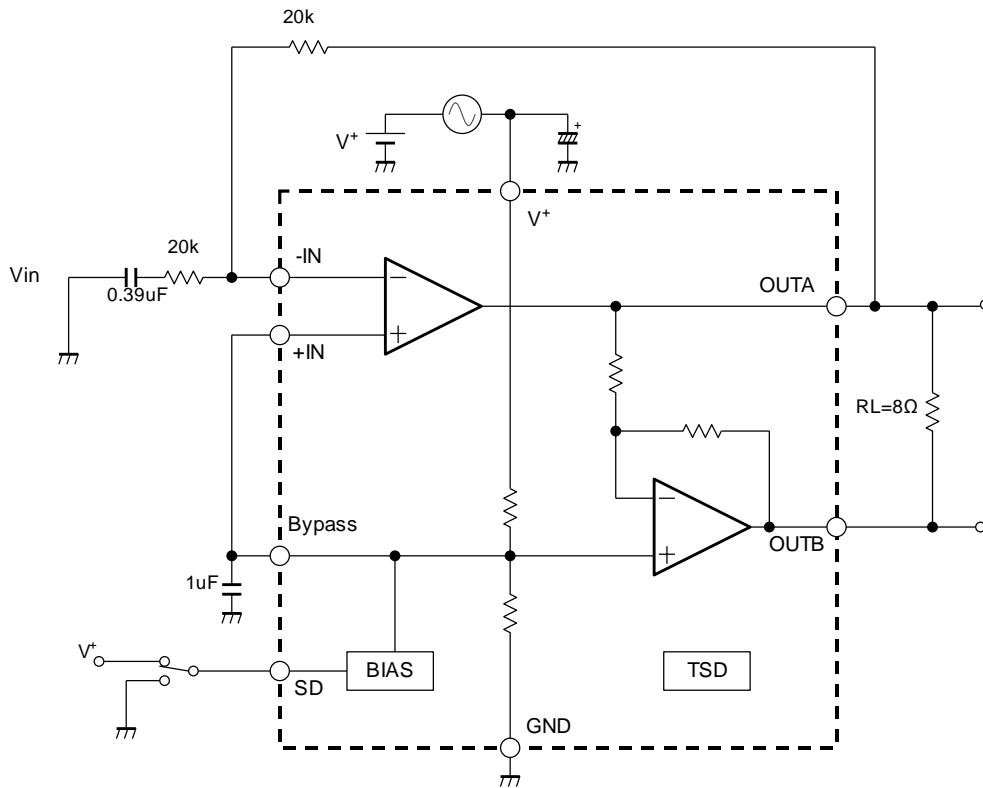 20k
+
V+
V+
20k
-IN
Vin
0.39uF
OUTA
+
+IN
RL=8Ω
Bypass
OUTB
+
1uF
V+
SD
BIAS
TSD
GND